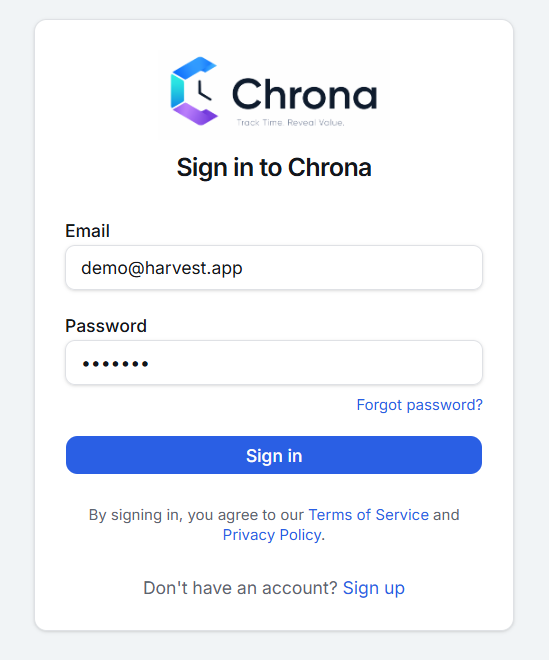 Chrona
Track Time. Reveal Value.
Sign in to Chrona
Email
demo@harvest.app
Password
•••••••
Forgot password?
Sign in
By signing in, you agree to our Terms of Service and
Privacy Policy.
Don't have an account? Sign up